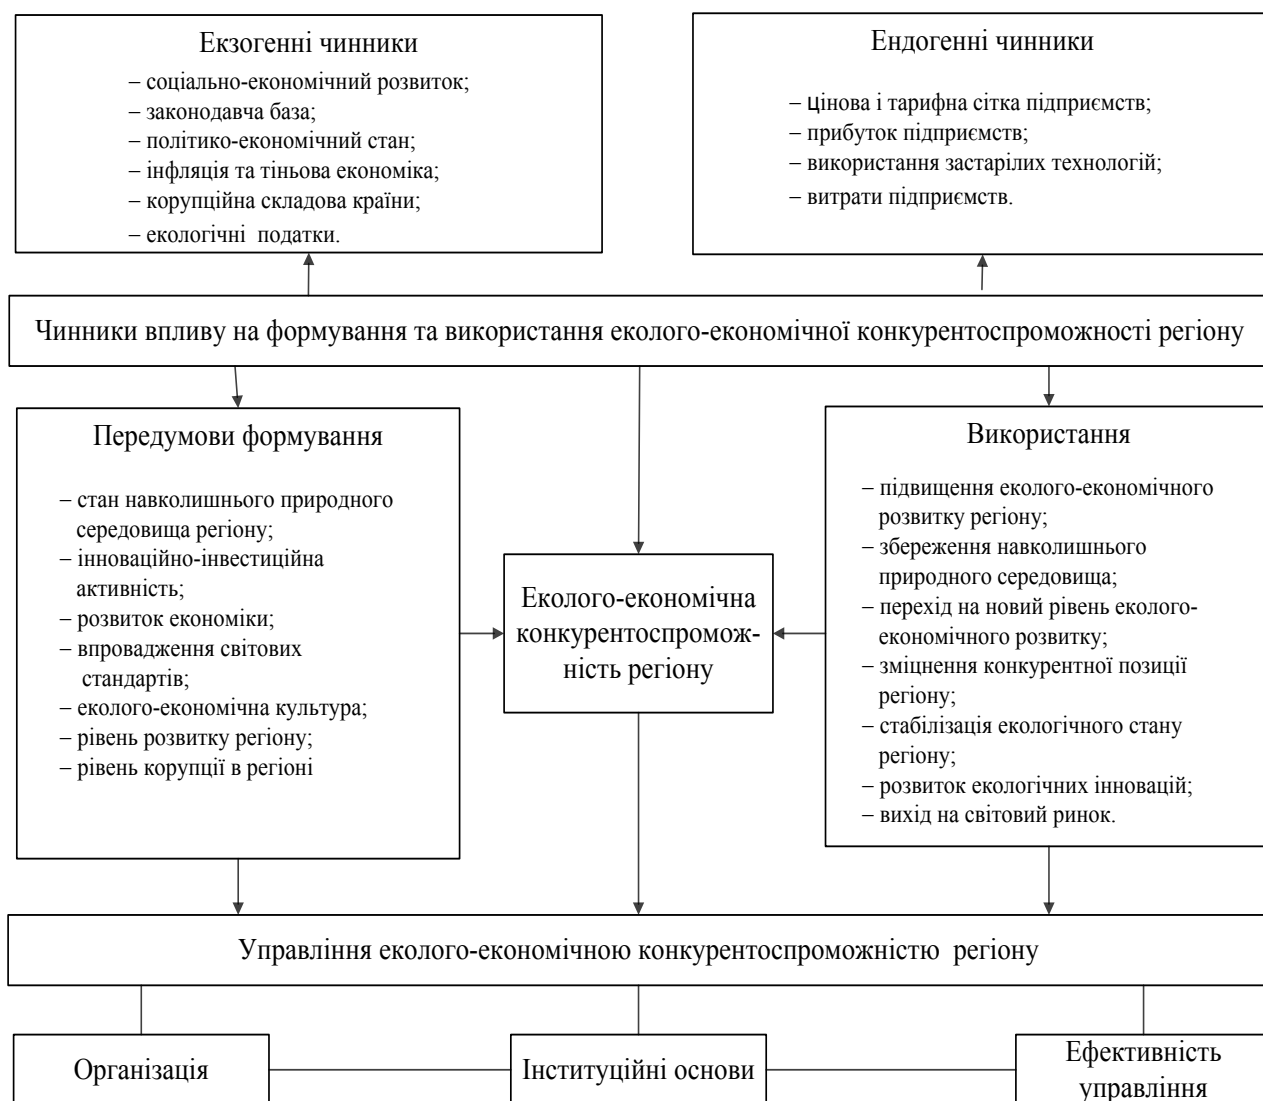 Екзогенні чинники
– соціально-економічний розвиток;
– законодавча база;
– політико-економічний стан;
– інфляція та тіньова економіка;
– корупційна складова країни;
– екологічні податки.
Ендогенні чинники
– цінова і тарифна сітка підприємств;
– прибуток підприємств;
– використання застарілих технологій;
– витрати підприємств.
Чинники впливу на формування та використання еколого-економічної конкурентоспроможності регіону
Передумови формування
– стан навколишнього природного
середовища регіону;
– інноваційно-інвестиційна
активність;
– розвиток економіки;
– впровадження світових
стандартів;
– еколого-економічна культура;
– рівень розвитку регіону;
– рівень корупції в регіоні
Еколого-економічна
конкурентоспромож-
ність регіону
Використання
– підвищення еколого-економічного
розвитку регіону;
– збереження навколишнього
природного середовища;
– перехід на новий рівень еколого-
економічного розвитку;
– зміцнення конкурентної позиції
регіону;
– стабілізація екологічного стану
регіону;
– розвиток екологічних інновацій;
– вихід на світовий ринок.
Управління еколого-економічною конкурентоспроможністю регіону
Організація
Інституційні основи
Ефективність
управління